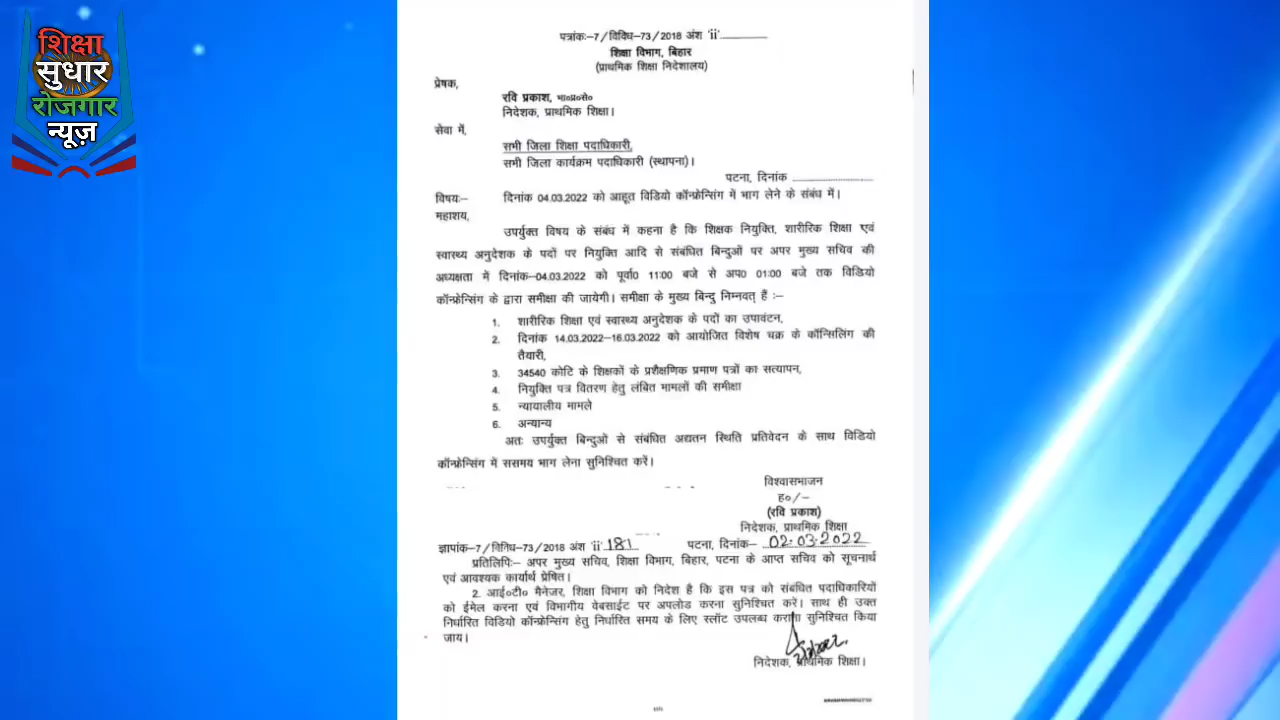 शिक्षा
सुधार
रोजगार
न्यूज़
पत्रांकः-7/विविध-73/2018 अंश 'ii'
शिक्षा विभाग, बिहार
(प्राथमिक शिक्षा निदेशालय)
प्रेषक,
रवि प्रकाश, भा०प्र०से०
निदेशक, प्राथमिक शिक्षा।
सेवा में,
सभी जिला शिक्षा पदाधिकारी,
सभी जिला कार्यक्रम पदाधिकारी (स्थापना)।
पटना, दिनांक
विषयः- दिनांक 04.03.2022 को आहूत विडियो कॉन्फ्रेन्सिंग में भाग लेने के संबंध में।
महाशय,
उपर्युक्त विषय के संबंध में कहना है कि शिक्षक नियुक्ति, शारीरिक शिक्षा एवं
स्वास्थ्य अनुदेशक के पदों पर नियुक्ति आदि से संबंधित बिन्दुओं पर अपर मुख्य सचिव की
अध्यक्षता में दिनांक-04.03.2022 को पूर्वा0 11:00 बजे से अप0 01:00 बजे तक विडियो
कॉन्फ्रेन्सिंग के द्वारा समीक्षा की जायेगी। समीक्षा के मुख्य बिन्दु निम्नवत् हैं :-
1. शारीरिक शिक्षा एवं स्वास्थ्य अनुदेशक के पदों का उपावंटन,
2. दिनांक 14.03.2022-16.03.2022 को आयोजित विशेष चक्र के कॉन्सिलिंग की
तैयारी,
3. 34540 कोटि के शिक्षकों के प्रशैक्षणिक प्रमाण पत्रों का सत्यापन,
4. नियुक्ति पत्र वितरण हेतु लंबित मामलों की समीक्षा
5. न्यायालीय मामले
6. अन्यान्य
अतः उपर्युक्त बिन्दुओं से संबंधित अद्यतन स्थिति प्रतिवेदन के साथ विडियो
कॉन्फ्रेन्सिंग में ससमय भाग लेना सुनिश्चित करें।
विश्वासभाजन
ह०/-
(रवि प्रकाश)
निदेशक, प्राथमिक शिक्षा
ज्ञापांक-7/विविध-73/2018 अंश 'ii' 181 पटना, दिनांक- 02.03.2022
प्रतिलिपिः- अपर मुख्य सचिव, शिक्षा विभाग, बिहार, पटना के आप्त सचिव को सूचनार्थ
एवं आवश्यक कार्यार्थ प्रेषित।
2. आई०टी० मैनेजर, शिक्षा विभाग को निदेश है कि इस पत्र को संबंधित पदाधिकारियों
को ईमेल करना एवं विभागीय वेबसाईट पर अपलोड करना सुनिश्चित करें। साथ ही उक्त
निर्धारित विडियो कॉन्फ्रेन्सिंग हेतु निर्धारित समय के लिए स्लॉट उपलब्ध कराना सुनिश्चित किया
जाय।
निदेशक, प्राथमिक शिक्षा।